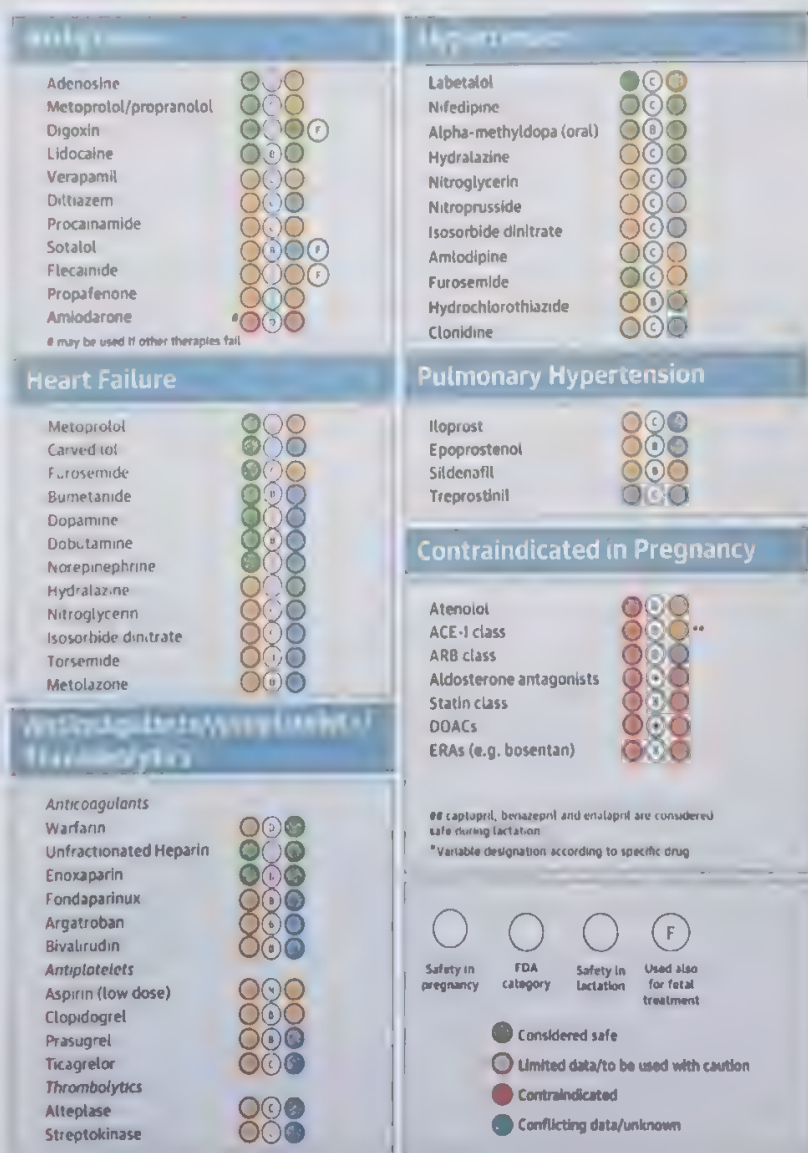 Adenosine
Metoprolol/propranolol
Digoxin F
Lidocaine B
Verapamil
Diltiazem
Procainamide
Sotalol B F
Flecainide F
Propafenone
Amiodarone # D
# may be used if other therapies fail
Heart Failure
Metoprolol
Carvedilol
Furosemide
Bumetanide
Dopamine
Dobutamine B
Norepinephrine
Hydralazine
Nitroglycerin
Isosorbide dinitrate
Torsemide
Metolazone
Anticoagulants/Antiplatelets/
Thrombolytics
Anticoagulants
Warfarin D
Unfractionated Heparin
Enoxaparin
Fondaparinux B
Argatroban B
Bivalirudin B
Antiplatelets
Aspirin (low dose) N
Clopidogrel B
Prasugrel B
Ticagrelor C
Thrombolytics
Alteplase C
Streptokinase
Hypertension
Labetalol C
Nifedipine C
Alpha-methyldopa (oral) B
Hydralazine C
Nitroglycerin C
Nitroprusside C
Isosorbide dinitrate C
Amlodipine C
Furosemide C
Hydrochlorothiazide B
Clonidine C
Pulmonary Hypertension
Iloprost C
Epoprostenol B
Sildenafil B
Treprostinil
Contraindicated in Pregnancy
Atenolol D
ACE-I class D ##
ARB class D
Aldosterone antagonists *
Statin class X
DOACs *
ERAs (e.g. bosentan) X
## captopril, benazepril and enalapril are considered
safe during lactation
*Variable designation according to specific drug
F
Safety in pregnancy
FDA category
Safety in lactation
Used also for fetal treatment
Considered safe
Limited data/to be used with caution
Contraindicated
Conflicting data/unknown